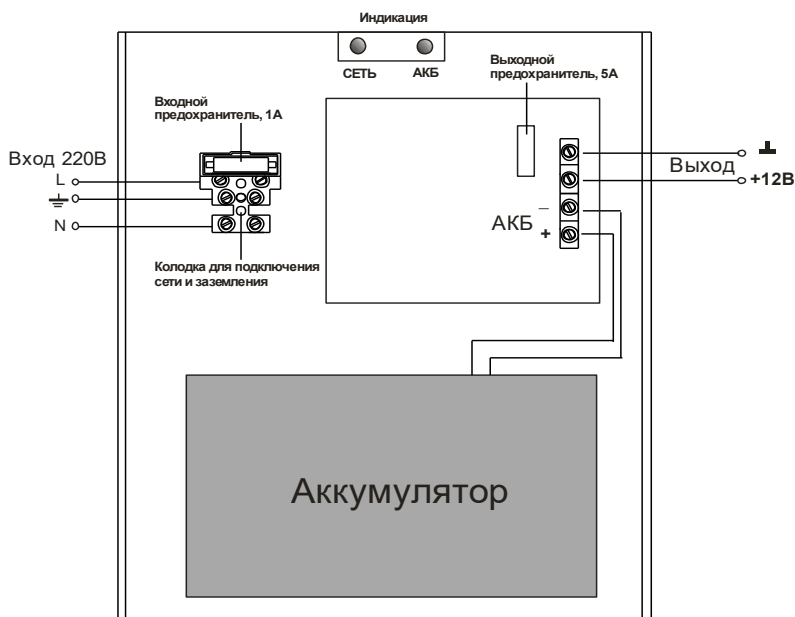 Индикация
СЕТЬ АКБ
Выходной
предохранитель, 5А
Входной
предохранитель, 1А
Вход 220В
L
N
Выход
+12В
АКБ
–
+
Колодка для подключения
сети и заземления
Аккумулятор